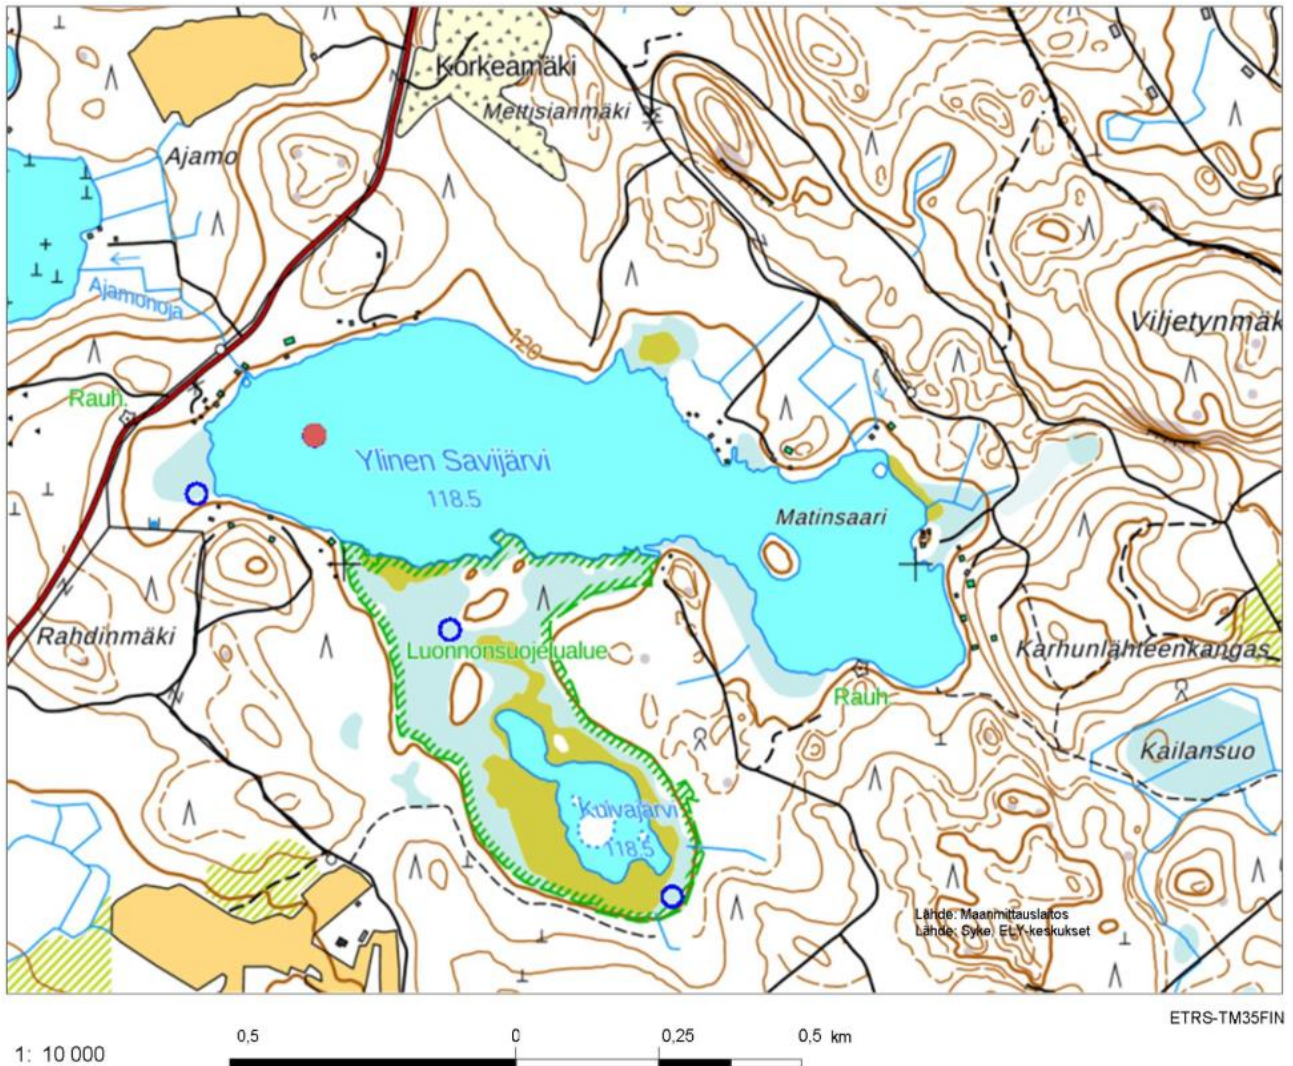 Korkeamäki
Mettisianmäki
Ajamo
Ajamonoja
120
Viljetynmäk
Rauh.
Ylinen Savijärvi
118.5
Matinsaari
Rahdinmäki
Luonnonsuojelualue
Karhunlähteenkangas
Rauh
Kailansuo
Kuivajärvi
118.5
Lähde: Maanmittauslaitos
Lähde: Syke, ELY-keskukset
ETRS-TM35FIN
1: 10 000
0,5 0 0,25 0,5 km